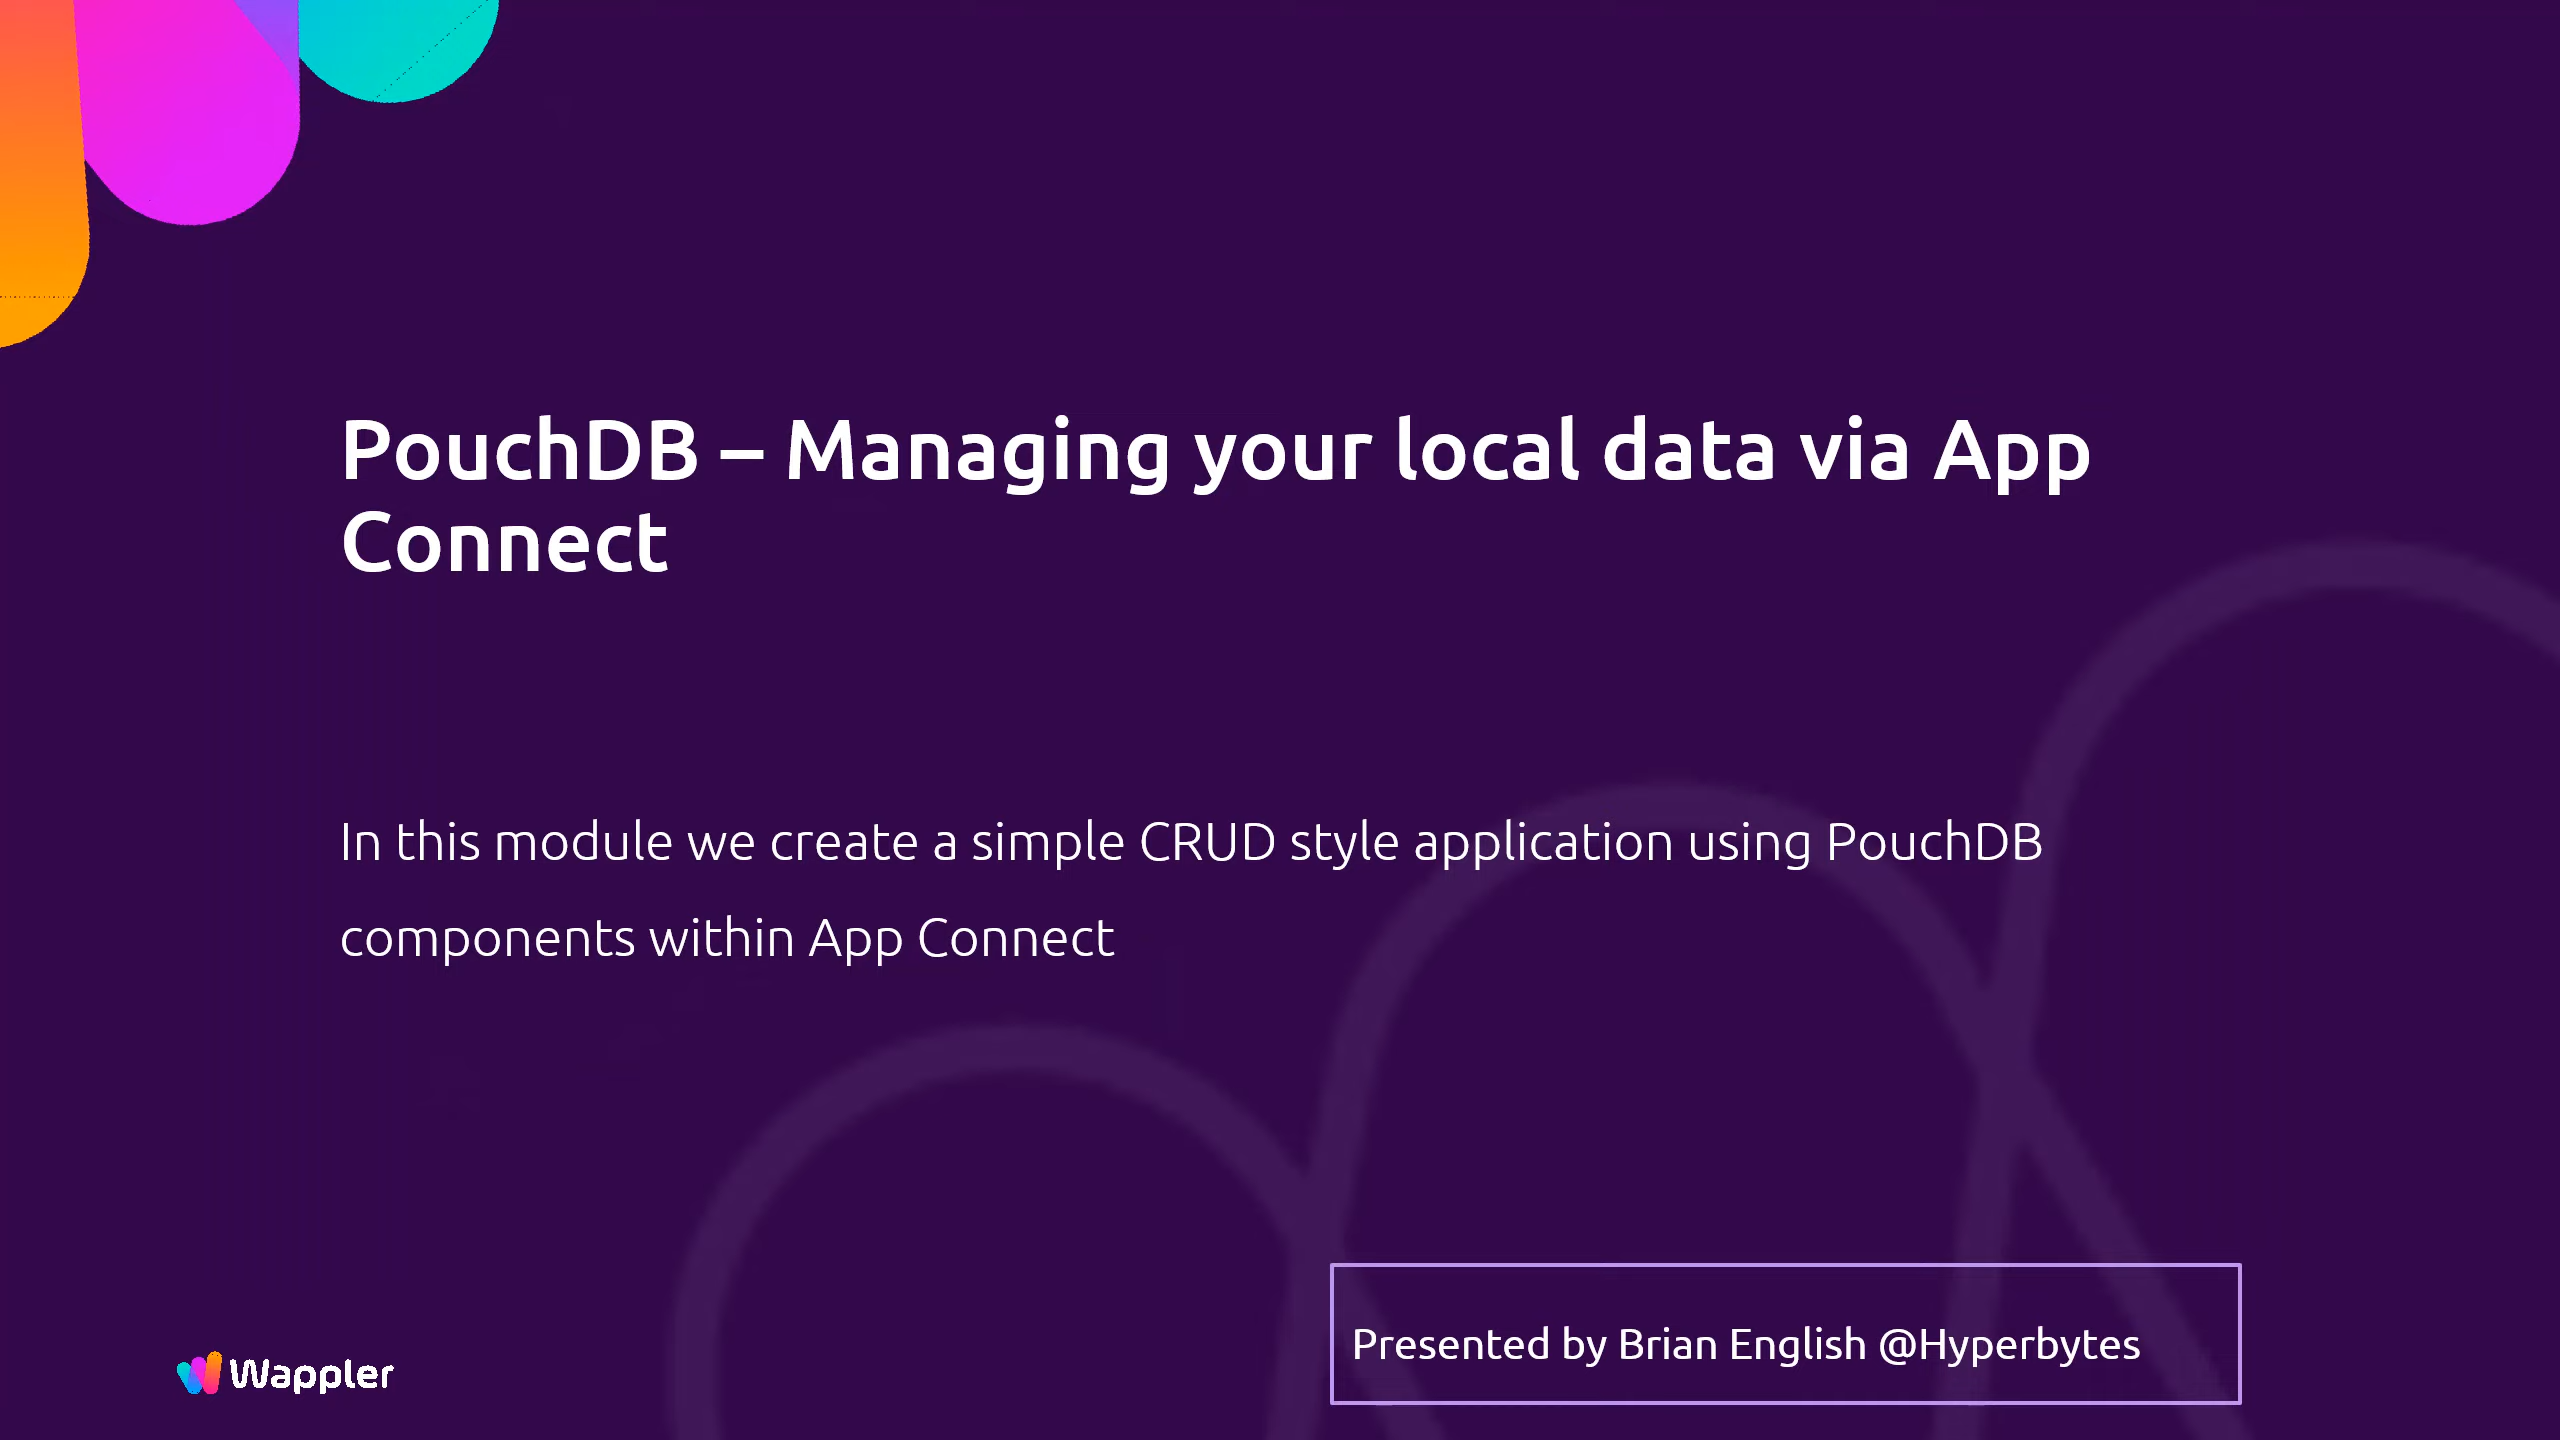 PouchDB – Managing your local data via App
Connect
In this module we create a simple CRUD style application using PouchDB
components within App Connect
Presented by Brian English @Hyperbytes
Wappler